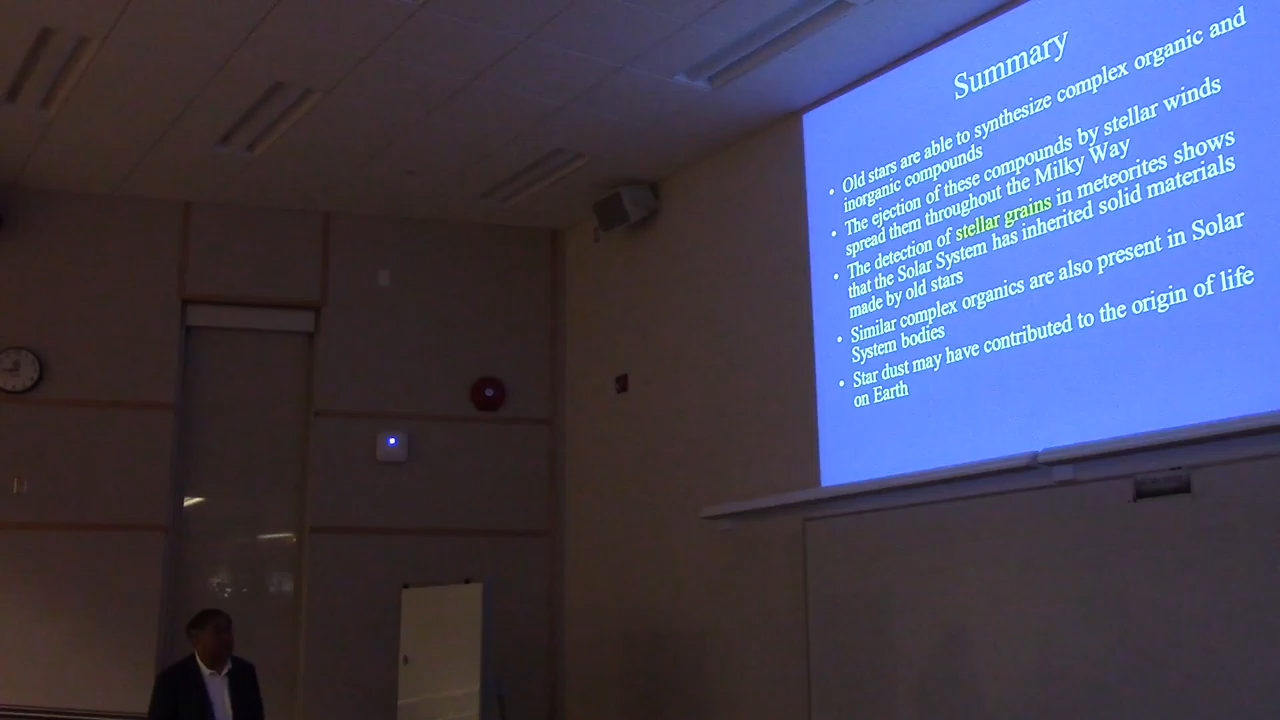 Summary
• Old stars are able to synthesize complex organic and
inorganic compounds
• The ejection of these compounds by stellar winds
spread them throughout the Milky Way
• The detection of stellar grains in meteorites shows
that the Solar System has inherited solid materials
made by old stars
• Similar complex organics are also present in Solar
System bodies
• Star dust may have contributed to the origin of life
on Earth